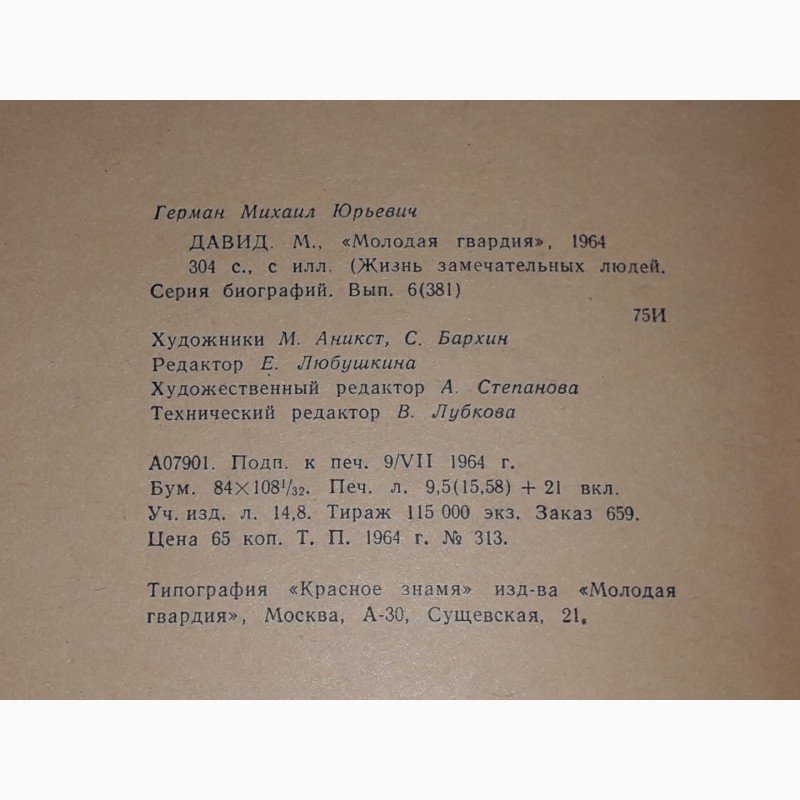 Герман Михаил Юрьевич
ДАВИД. М., «Молодая гвардия», 1964
304 с., с илл. (Жизнь замечательных людей.
Серия биографий. Вып. 6(381)
75И
Художники М. Аникст, С. Бархин
Редактор Е. Любушкина
Художественный редактор А. Степанова
Технический редактор В. Лубкова
А07901. Подп. к печ. 9/VII 1964 г.
Бум. 84×108¹/₃₂. Печ. л. 9,5(15,58) + 21 вкл.
Уч. изд. л. 14,8. Тираж 115 000 экз. Заказ 659.
Цена 65 коп. Т. П. 1964 г. № 313.
Типография «Красное знамя» изд-ва «Молодая
гвардия», Москва, А-30, Сущевская, 21.